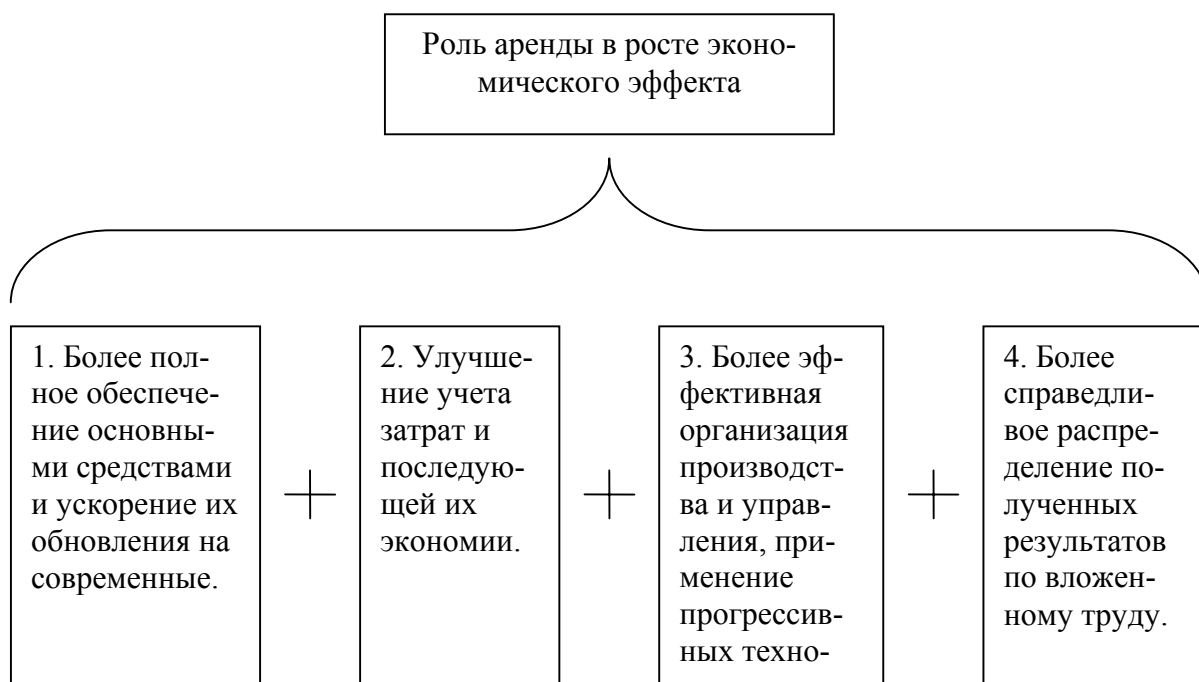 Роль аренды в росте эконо-
мического эффекта
1. Более пол-
ное обеспече-
ние основны-
ми средствами
и ускорение их
обновления на
современные.
2. Улучше-
ние учета
затрат и
последую-
щей их
экономии.
3. Более эф-
фективная
организация
производст-
ва и управ-
ления, при-
менение
прогрессив-
ных техно-
4. Более
справедли-
вое распре-
деление по-
лученных
результатов
по вложен-
ному труду.